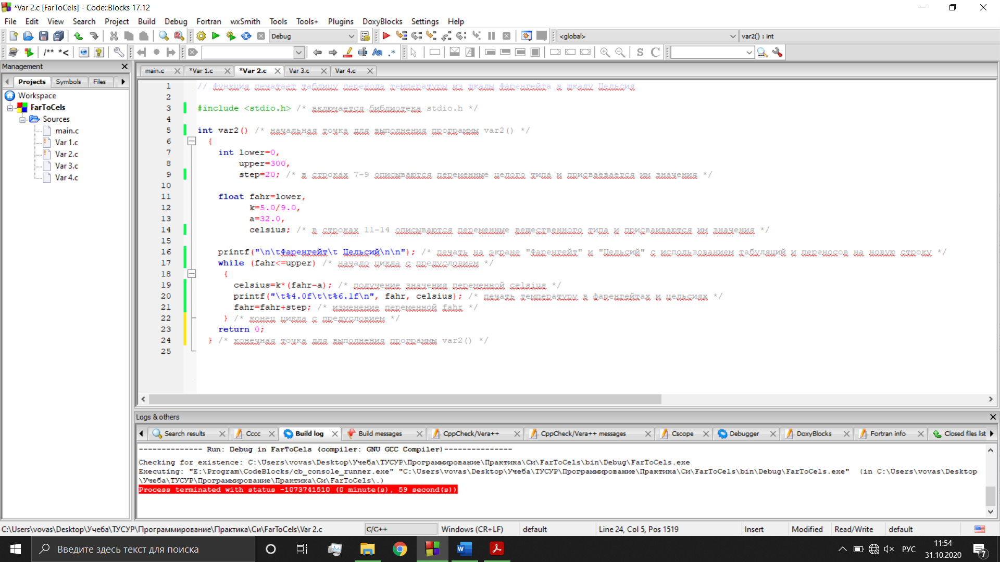 *Var 2.c [FarToCels] - Code::Blocks 17.12
File Edit View Search Project Build Debug Fortran wxSmith Tools Tools+ Plugins DoxyBlocks Settings Help
Debug
<global>
var2() : int
/** *<
Aa .*
S C
Management
Projects Symbols Files
Workspace
FarToCels
Sources
main.c
Var 1.c
Var 2.c
Var 3.c
Var 4.c
main.c *Var 1.c *Var 2.c Var 3.c Var 4.c
1 // Функция печатает таблицу перевода температуры из шкалы Фаренгейта в шкалу Цельсия
2
3 #include <stdio.h> /* включается библиотека stdio.h */
4
5 int var2() /* начальная точка для выполнения программы var2() */
6 {
7 int lower=0,
8 upper=300,
9 step=20; /* в строках 7-9 описываются переменные целого типа и присваевается им значения */
10
11 float fahr=lower,
12 k=5.0/9.0,
13 a=32.0,
14 celsius; /* в строках 11-14 описываются переменные вещественного типа и присваиваются им значения */
15
16 printf("\n\tФаренгейт\t Цельсий\n\n"); /* печать на экране "Фаренгейт" и "Цельсий" с использованием табуляций и переносов на новую строку */
17 while (fahr<=upper) /* начало цикла с предусловием */
18 {
19 celsius=k*(fahr-a); /* получение значения переменной celsius */
20 printf("\t%4.0f\t\t%6.1f\n", fahr, celsius); /* печать температуру в фаренгейтах и цельсиях */
21 fahr=fahr+step; /* изменение переменной fahr */
22 } /* конец цикла с предусловием */
23 return 0;
24 } /* конечная точка для выполнения программы var2() */
25
Logs & others
Search results Cccc Build log Build messages CppCheck/Vera++ CppCheck/Vera++ messages Cscope Debugger DoxyBlocks Fortran info Closed files list
-------------- Run: Debug in FarToCels (compiler: GNU GCC Compiler)---------------
Checking for existence: C:\Users\vovas\Desktop\Учеба\ТУСУР\Программирование\Практика\Си\FarToCels\bin\Debug\FarToCels.exe
Executing: "E:\Program\CodeBlocks/cb_console_runner.exe" "C:\Users\vovas\Desktop\Учеба\ТУСУР\Программирование\Практика\Си\FarToCels\bin\Debug\FarToCels.exe" (in C:\Users\vovas\Desktop
\Учеба\ТУСУР\Программирование\Практика\Си\FarToCels\.)
Process terminated with status -1073741510 (0 minute(s), 59 second(s))
C:\Users\vovas\Desktop\Учеба\ТУСУР\Программирование\Практика\Си\FarToCels\Var 2.c C/C++ Windows (CR+LF) default Line 24, Col 5, Pos 1519 Insert Modified Read/Write default
Введите здесь текст для поиска
РУС
11:54
31.10.2020
7